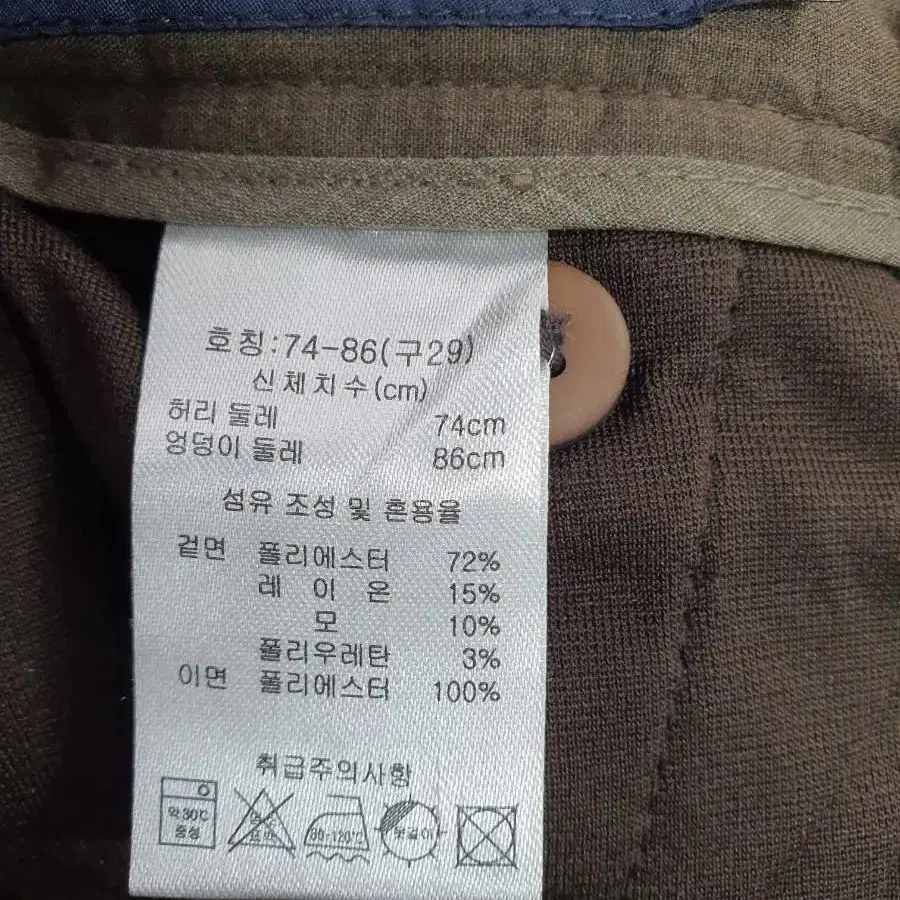 호칭:74-86(구29)
신체치수(cm)
허리 둘레 74cm
엉덩이 둘레 86cm
섬유 조성 및 혼용율
겉면 폴리에스터 72%
레 이 온 15%
모 10%
폴리우레탄 3%
이면 폴리에스터 100%
취급주의사항
약30℃
중성
80-120℃
옷걸이